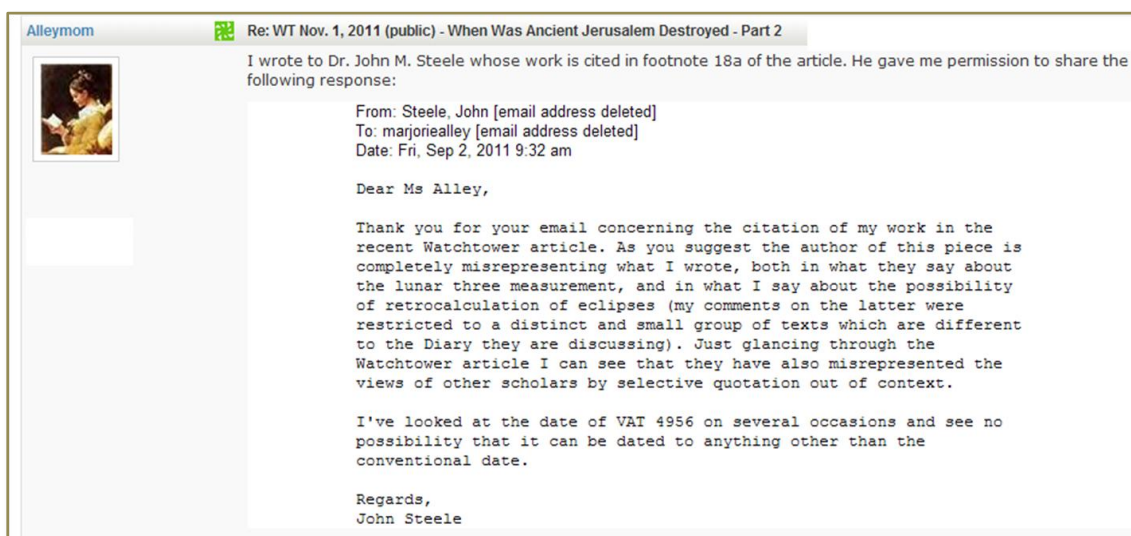 Alleymom
Re: WT Nov. 1, 2011 (public) - When Was Ancient Jerusalem Destroyed - Part 2
I wrote to Dr. John M. Steele whose work is cited in footnote 18a of the article. He gave me permission to share the
following response:
From: Steele, John [email address deleted]
To: marjoriealley [email address deleted]
Date: Fri, Sep 2, 2011 9:32 am
Dear Ms Alley,
Thank you for your email concerning the citation of my work in the
recent Watchtower article. As you suggest the author of this piece is
completely misrepresenting what I wrote, both in what they say about
the lunar three measurement, and in what I say about the possibility
of retrocalculation of eclipses (my comments on the latter were
restricted to a distinct and small group of texts which are different
to the Diary they are discussing). Just glancing through the
Watchtower article I can see that they have also misrepresented the
views of other scholars by selective quotation out of context.
I've looked at the date of VAT 4956 on several occasions and see no
possibility that it can be dated to anything other than the
conventional date.
Regards,
John Steele